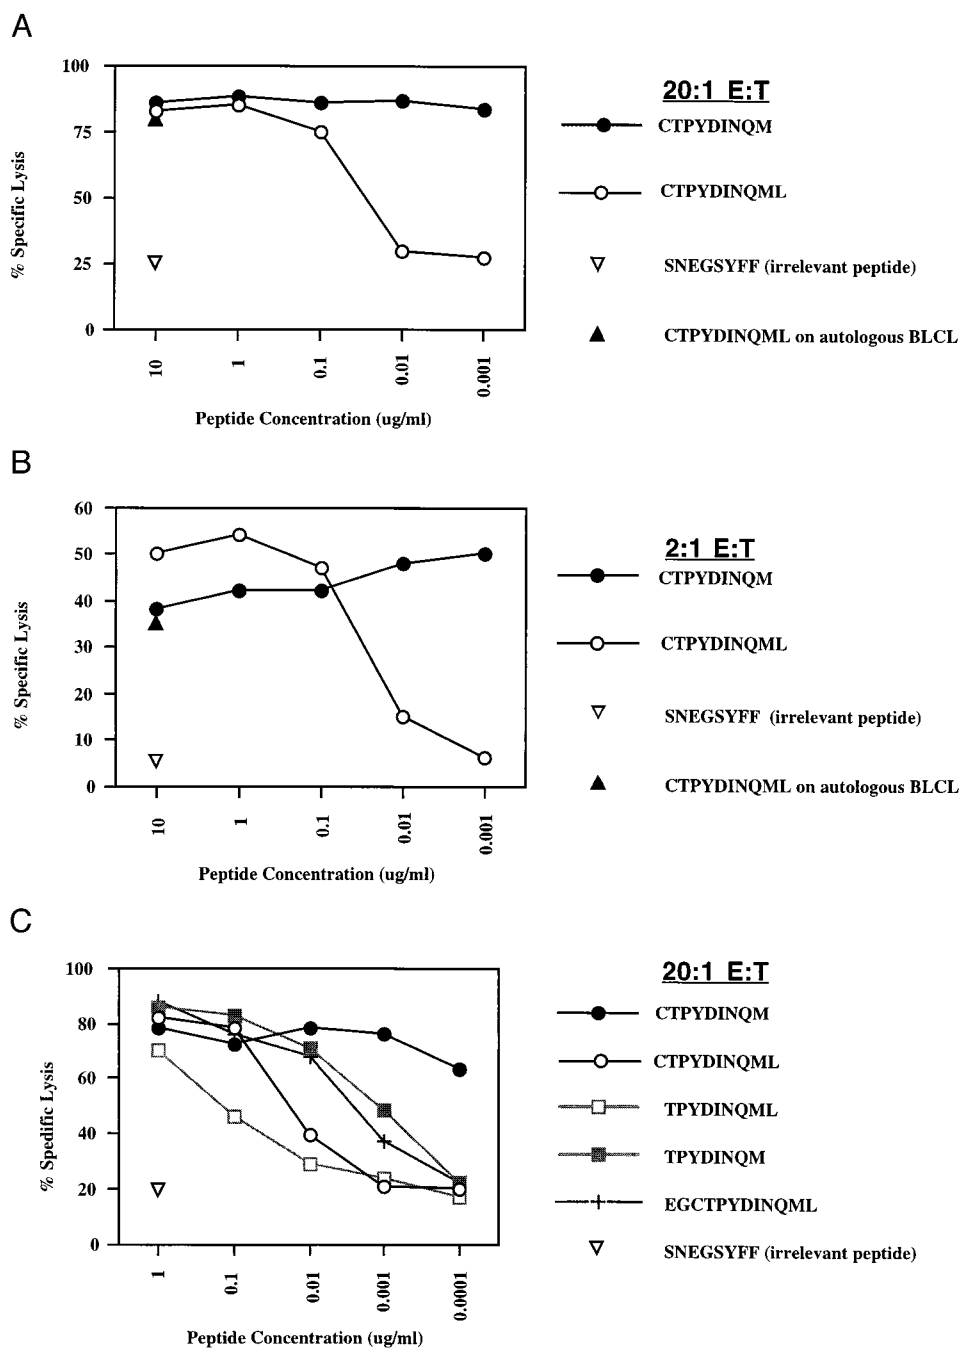 A
100
75
50
25
0
% Specific Lysis
10
1
0.1
0.01
0.001
Peptide Concentration (ug/ml)
20:1 E:T
CTPYDINQM
CTPYDINQML
SNEGSYFF (irrelevant peptide)
CTPYDINQML on autologous BLCL
B
60
50
40
30
20
10
0
% Specific Lysis
10
1
0.1
0.01
0.001
Peptide Concentration (ug/ml)
2:1 E:T
CTPYDINQM
CTPYDINQML
SNEGSYFF (irrelevant peptide)
CTPYDINQML on autologous BLCL
C
100
80
60
40
20
0
% Spedific Lysis
1
0.1
0.01
0.001
0.0001
Peptide Concentration (ug/ml)
20:1 E:T
CTPYDINQM
CTPYDINQML
TPYDINQML
TPYDINQM
EGCTPYDINQML
SNEGSYFF (irrelevant peptide)